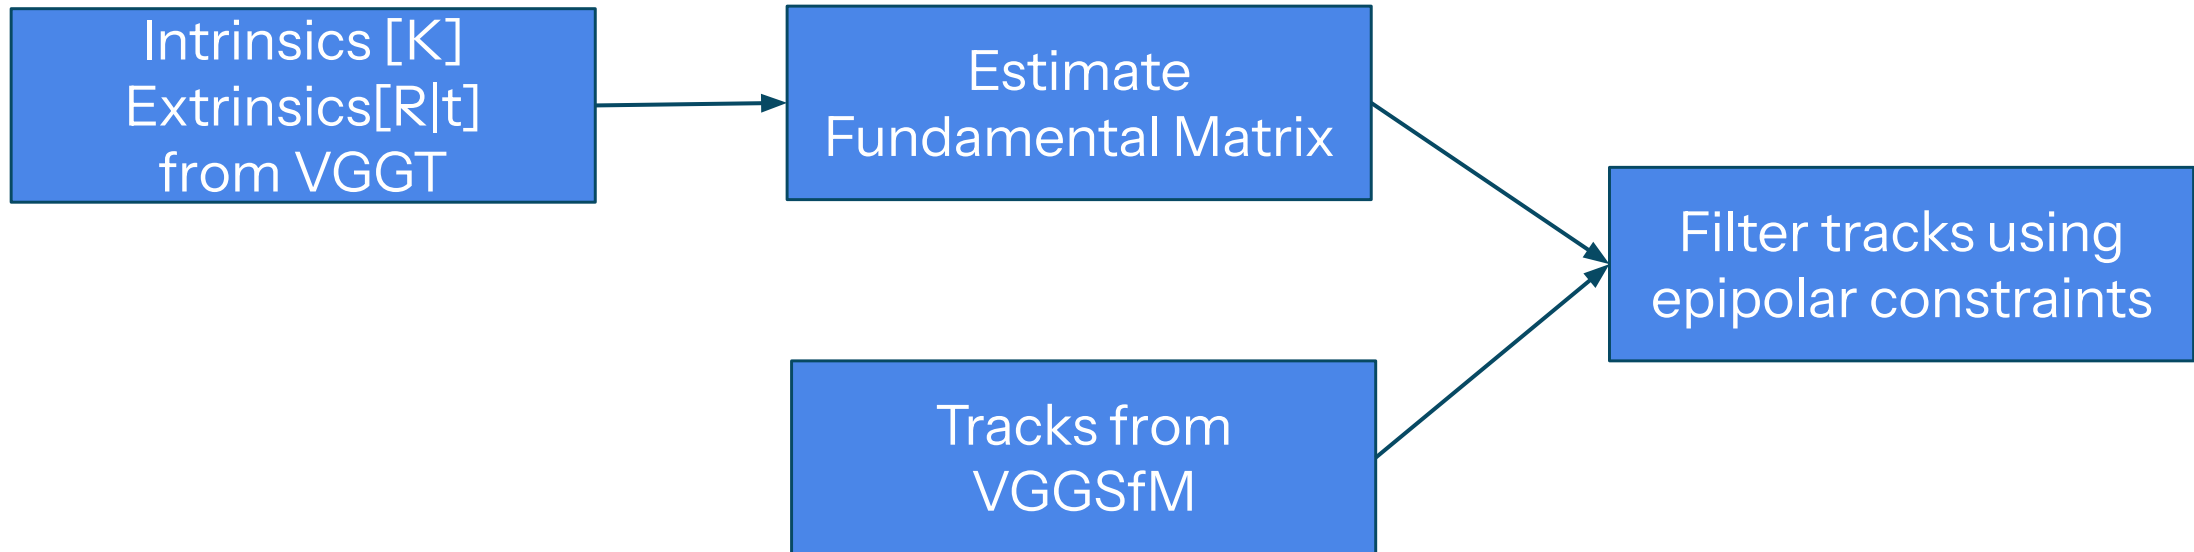 Intrinsics [K]
Extrinsics[R|t]
from VGGT
Estimate
Fundamental Matrix
Filter tracks using
epipolar constraints
Tracks from
VGGSfM